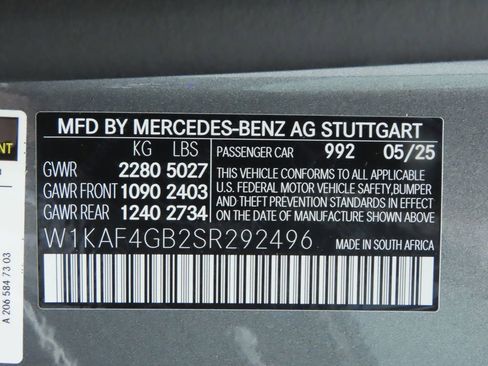 MFD BY MERCEDES-BENZ AG STUTTGART
KG LBS
GVWR 2280 5027
GAWR FRONT 1090 2403
GAWR REAR 1240 2734
PASSENGER CAR 992 05/25
THIS VEHICLE CONFORMS TO ALL APPLICABLE
U.S. FEDERAL MOTOR VEHICLE SAFETY,BUMPER
AND THEFT PREVENTION STANDARDS IN
EFFECT ON THE DATE OF MANUFACTURE
SHOWN ABOVE.
W1KAF4GB2SR292496 MADE IN SOUTH AFRICA
A 206 584 73 03